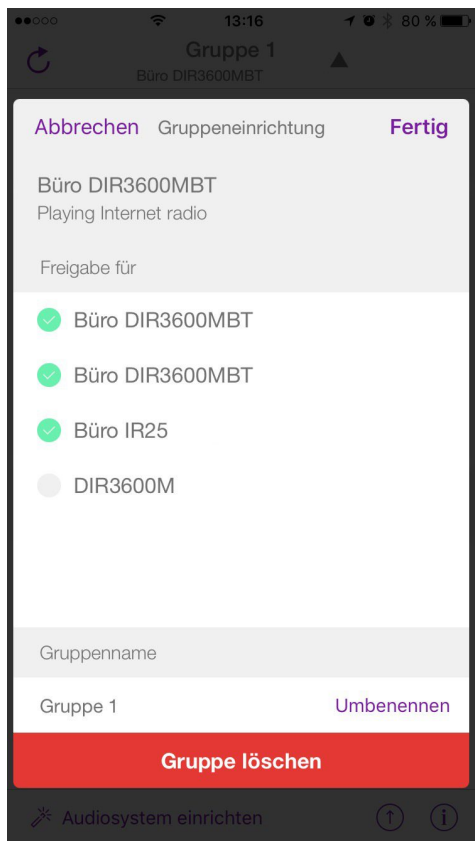 13:16
80 %
Gruppe 1
Büro DIR3600MBT
Abbrechen Gruppeneinrichtung Fertig
Büro DIR3600MBT
Playing Internet radio
Freigabe für
Büro DIR3600MBT
Büro DIR3600MBT
Büro IR25
DIR3600M
Gruppenname
Gruppe 1 Umbenennen
Gruppe löschen
Audiosystem einrichten